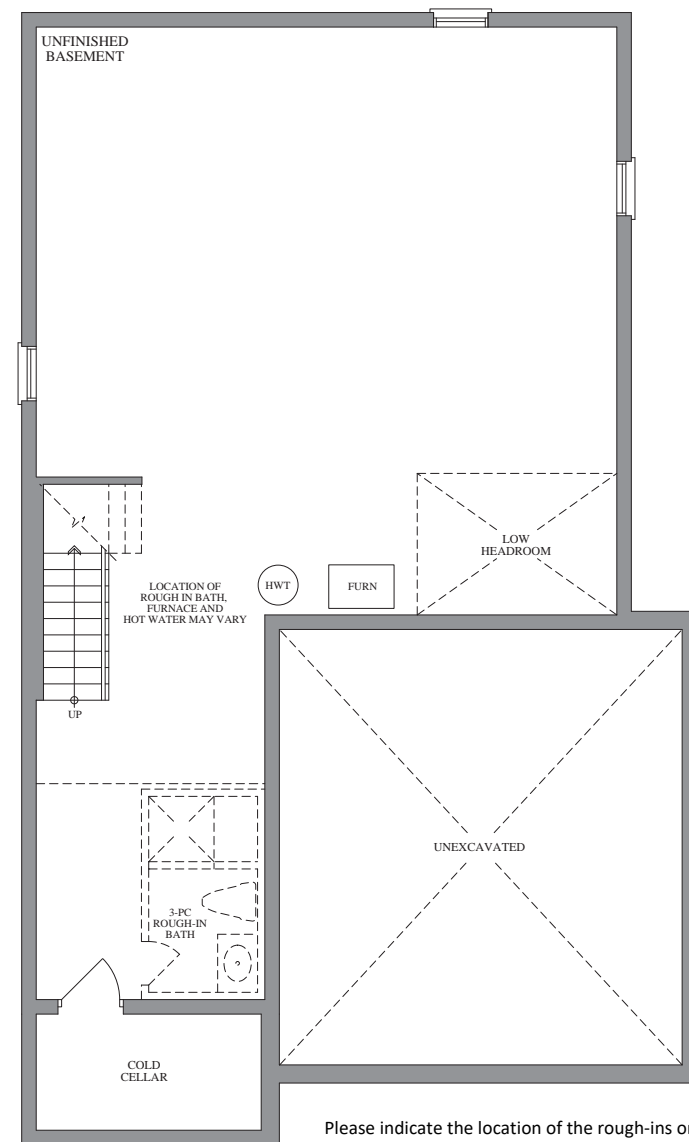 UNFINISHED
BASEMENT
LOW
HEADROOM
LOCATION OF
ROUGH IN BATH,
FURNACE AND
HOT WATER MAY VARY
HWT
FURN
UP
UNEXCAVATED
3-PC
ROUGH-IN
BATH
COLD
CELLAR
Please indicate the location of the rough-ins